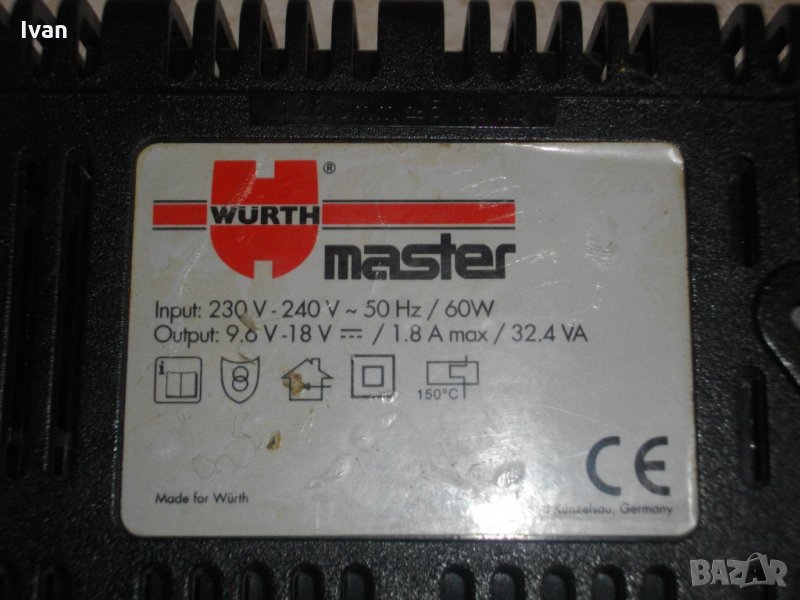 Ivan
WÜRTH
®
master
Input: 230 V - 240 V ~ 50 Hz / 60W
Output: 9.6 V -18 V ⎓ / 1.8 A max / 32.4 VA
i
150°C
CE
Made for Würth
Künzelsau, Germany
BAZAR